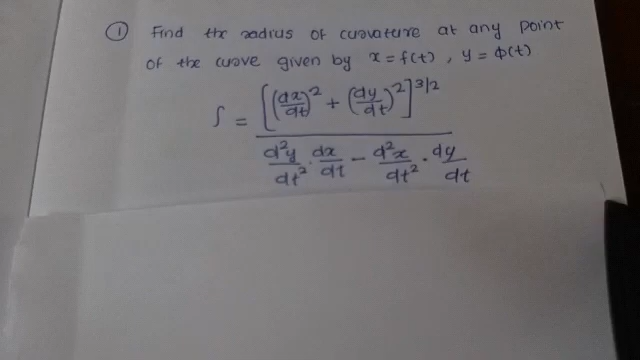 ① Find the radius of curvature at any point
of the curve given by x = f(t), y = Φ(t)
ʃ = [(dx/dt)² + (dy/dt)²]^3/2 / (d²y/dt² · dx/dt − d²x/dt² · dy/dt)